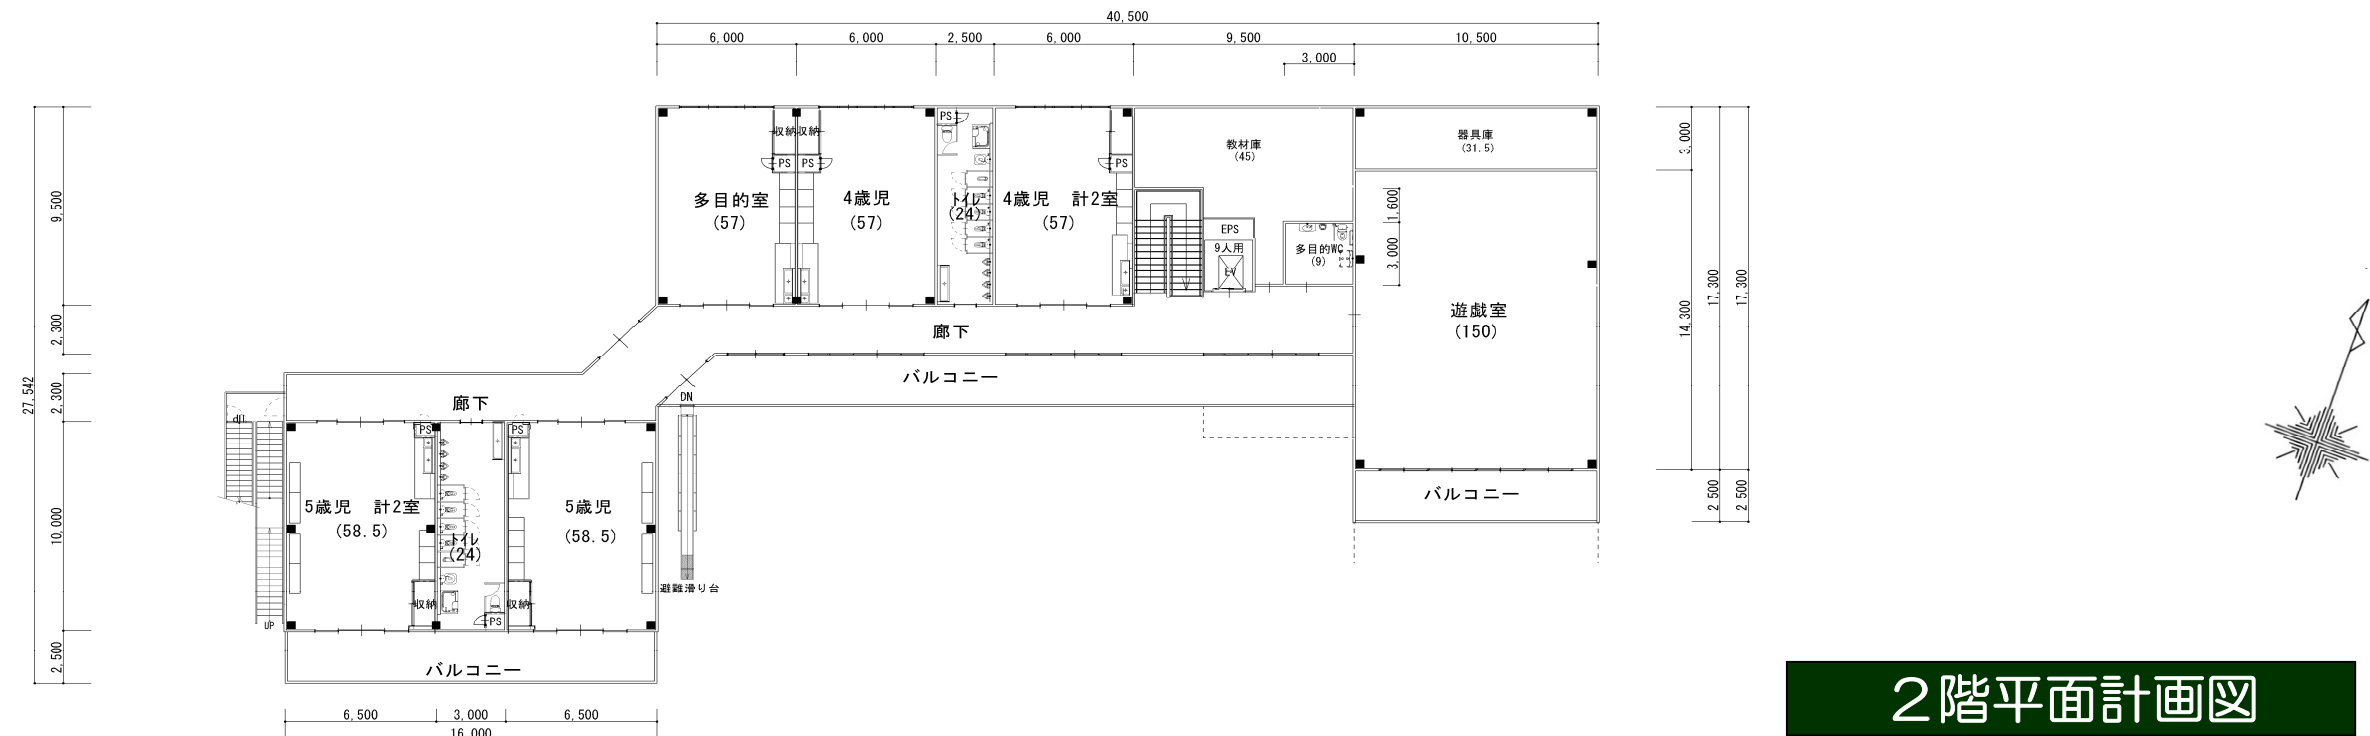 40,500
6,000
6,000
2,500
6,000
9,500
10,500
3,000
27,542
9,500
2,300
2,300
10,000
2,500
収納
収納
PS
PS
PS
PS
多目的室
(57)
4歳児
(57)
トイレ
(24)
4歳児　計2室
(57)
教材庫
(45)
器具庫
(31.5)
EPS
9人用
EV
多目的WC
(9)
1,600
3,000
遊戯室
(150)
3,000
14,300
17,300
17,300
2,500
2,500
廊下
バルコニー
DN
廊下
UP
UP
PS
PS
5歳児　計2室
(58.5)
トイレ
(24)
5歳児
(58.5)
収納
収納
PS
避難滑り台
バルコニー
バルコニー
6,500
3,000
6,500
16,000
2階平面計画図